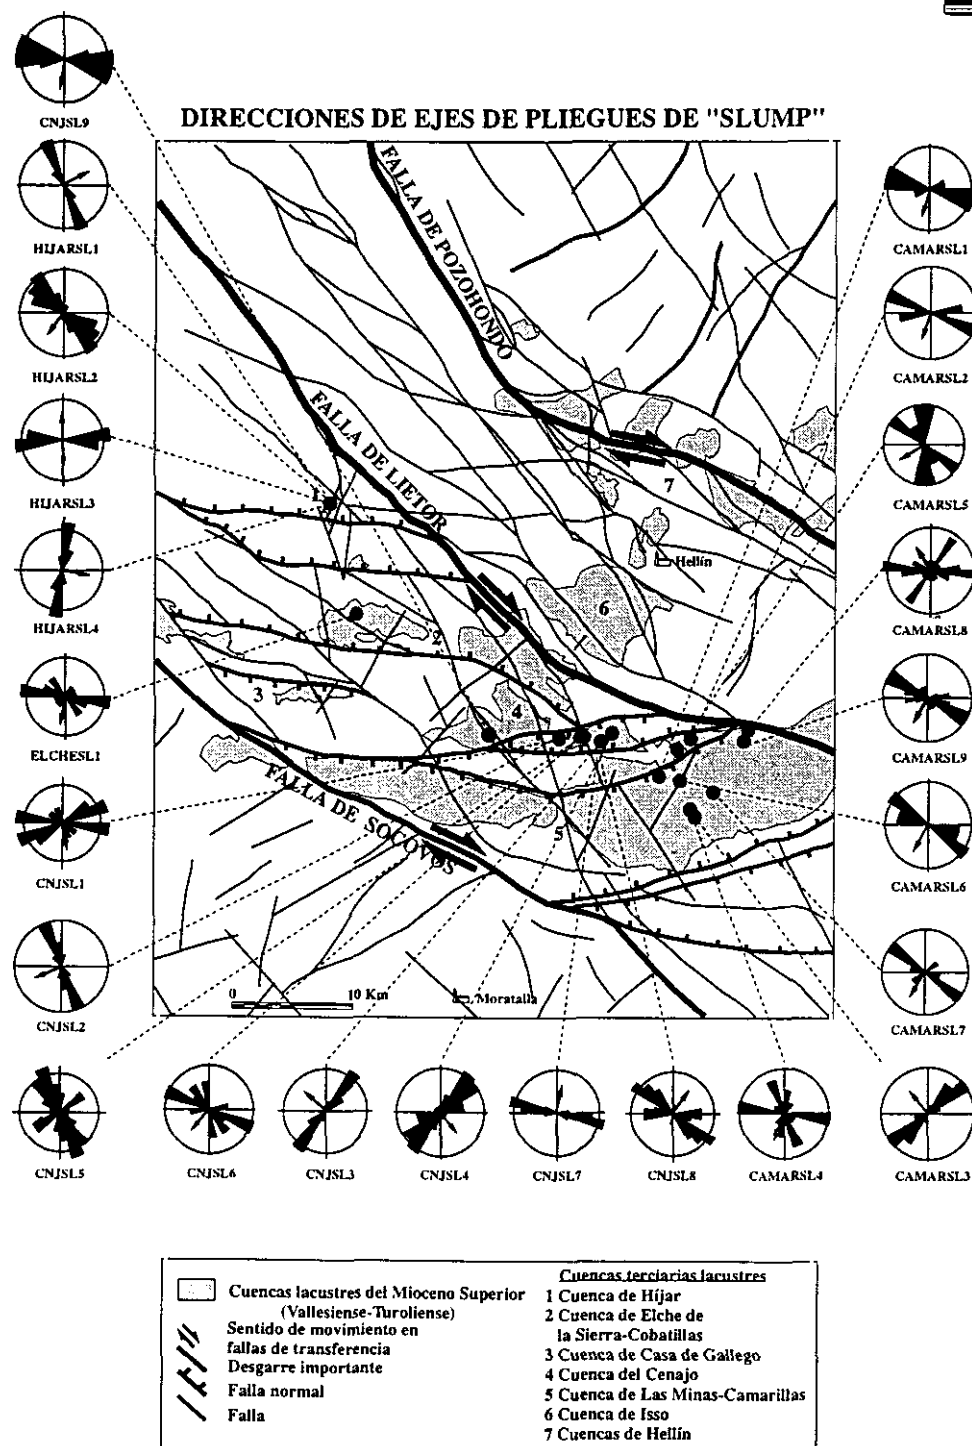 DIRECCIONES DE EJES DE PLIEGUES DE "SLUMP"
CNJSL9
HIJARSL1
HIJARSL2
HIJARSL3
HIJARSL4
ELCHESL1
CNJSL1
CNJSL2
CNJSL5
CNJSL6
CNJSL3
CNJSL4
CNJSL7
CNJSL8
CAMARSL4
CAMARSL3
CAMARSL1
CAMARSL2
CAMARSL5
CAMARSL8
CAMARSL9
CAMARSL6
CAMARSL7
FALLA DE POZOHONDO
FALLA DE LIETOR
FALLA DE SOCOVOS
1
2
3
4
5
6
7
Hellín
Moratalla
0 10 Km
Cuencas lacustres del Mioceno Superior
(Vallesiense-Turoliense)
Sentido de movimiento en
fallas de transferencia
Desgarre importante
Falla normal
Falla
Cuencas terciarias lacustres
1 Cuenca de Híjar
2 Cuenca de Elche de
la Sierra-Cobatillas
3 Cuenca de Casa de Gallego
4 Cuenca del Cenajo
5 Cuenca de Las Minas-Camarillas
6 Cuenca de Isso
7 Cuencas de Hellín